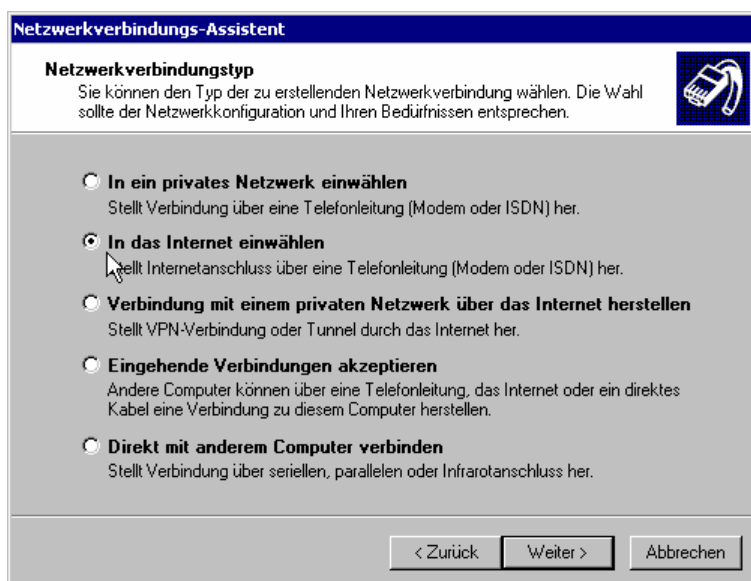 Netzwerkverbindungs-Assistent
Netzwerkverbindungstyp
Sie können den Typ der zu erstellenden Netzwerkverbindung wählen. Die Wahl
sollte der Netzwerkkonfiguration und Ihren Bedürfnissen entsprechen.
In ein privates Netzwerk einwählen
Stellt Verbindung über eine Telefonleitung (Modem oder ISDN) her.
In das Internet einwählen
Stellt Internetanschluss über eine Telefonleitung (Modem oder ISDN) her.
Verbindung mit einem privaten Netzwerk über das Internet herstellen
Stellt VPN-Verbindung oder Tunnel durch das Internet her.
Eingehende Verbindungen akzeptieren
Andere Computer können über eine Telefonleitung, das Internet oder ein direktes
Kabel eine Verbindung zu diesem Computer herstellen.
Direkt mit anderem Computer verbinden
Stellt Verbindung über seriellen, parallelen oder Infrarotanschluss her.
< Zurück Weiter > Abbrechen